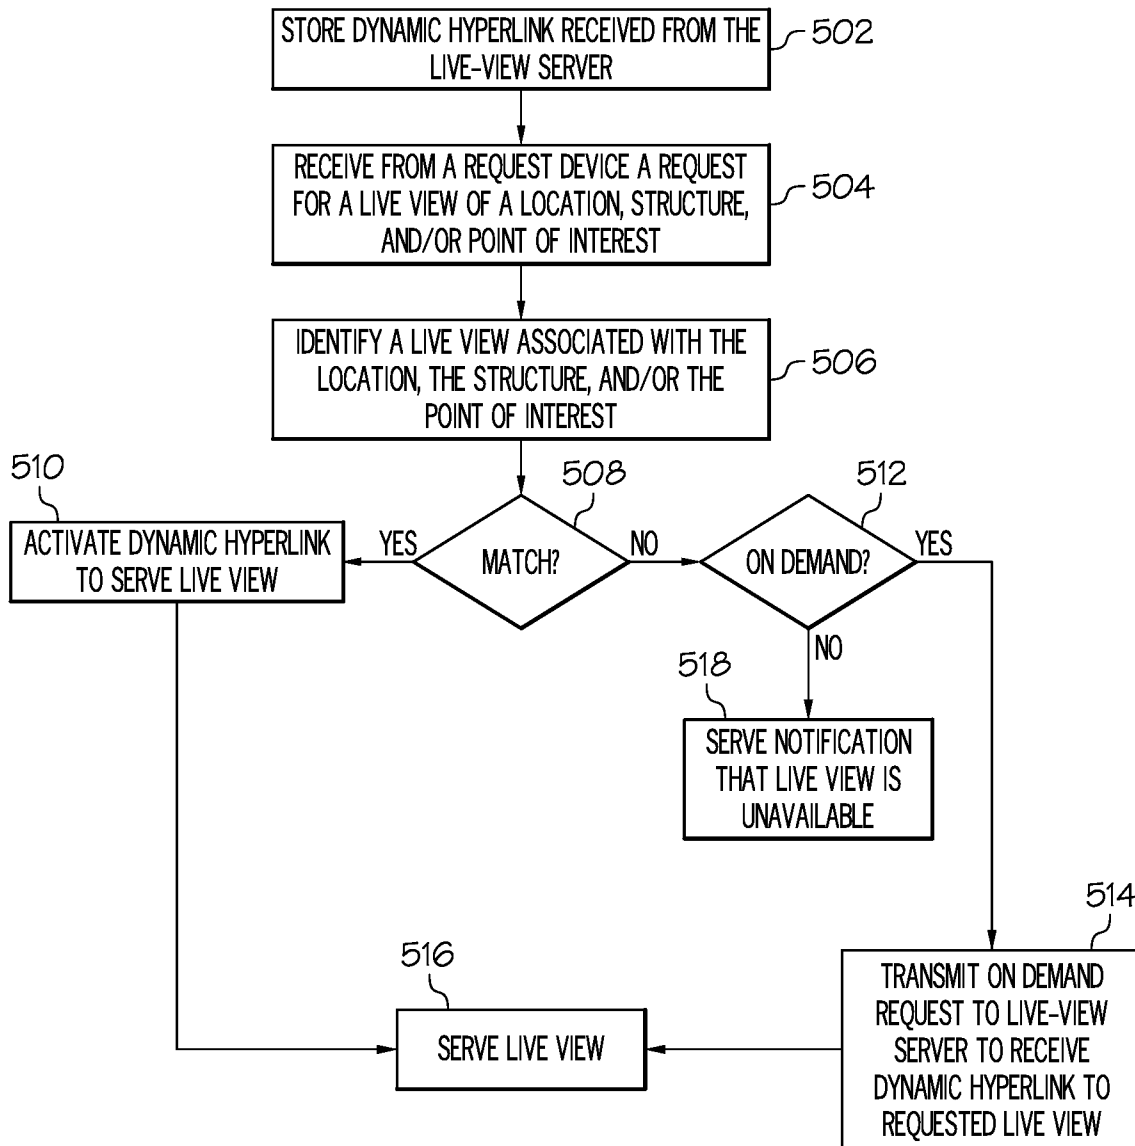 STORE DYNAMIC HYPERLINK RECEIVED FROM THE
LIVE-VIEW SERVER
502
RECEIVE FROM A REQUEST DEVICE A REQUEST
FOR A LIVE VIEW OF A LOCATION, STRUCTURE,
AND/OR POINT OF INTEREST
504
IDENTIFY A LIVE VIEW ASSOCIATED WITH THE
LOCATION, THE STRUCTURE, AND/OR THE
POINT OF INTEREST
506
510
ACTIVATE DYNAMIC HYPERLINK
TO SERVE LIVE VIEW
YES
508
MATCH?
NO
512
ON DEMAND?
YES
NO
518
SERVE NOTIFICATION
THAT LIVE VIEW IS
UNAVAILABLE
514
TRANSMIT ON DEMAND
REQUEST TO LIVE-VIEW
SERVER TO RECEIVE
DYNAMIC HYPERLINK TO
REQUESTED LIVE VIEW
516
SERVE LIVE VIEW